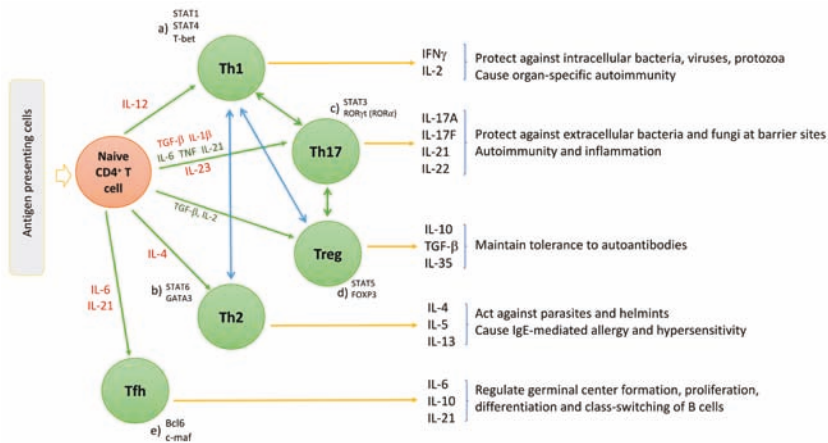 Antigen presenting cells
Naive
CD4⁺ T
cell
a)
STAT1
STAT4
T-bet
Th1
IL-12
IFNγ
IL-2
Protect against intracellular bacteria, viruses, protozoa
Cause organ-specific autoimmunity
c)
STAT3
RORγt (RORα)
Th17
TGF-β IL-1β
IL-6 TNF IL-21
IL-23
IL-17A
IL-17F
IL-21
IL-22
Protect against extracellular bacteria and fungi at barrier sites
Autoimmunity and inflammation
TGF-β, IL-2
Treg
d)
STAT5
FOXP3
IL-10
TGF-β
IL-35
Maintain tolerance to autoantibodies
IL-4
b)
STAT6
GATA3
Th2
IL-4
IL-5
IL-13
Act against parasites and helmints
Cause IgE-mediated allergy and hypersensitivity
IL-6
IL-21
Tfh
e)
Bcl6
c-maf
IL-6
IL-10
IL-21
Regulate germinal center formation, proliferation,
differentiation and class-switching of B cells